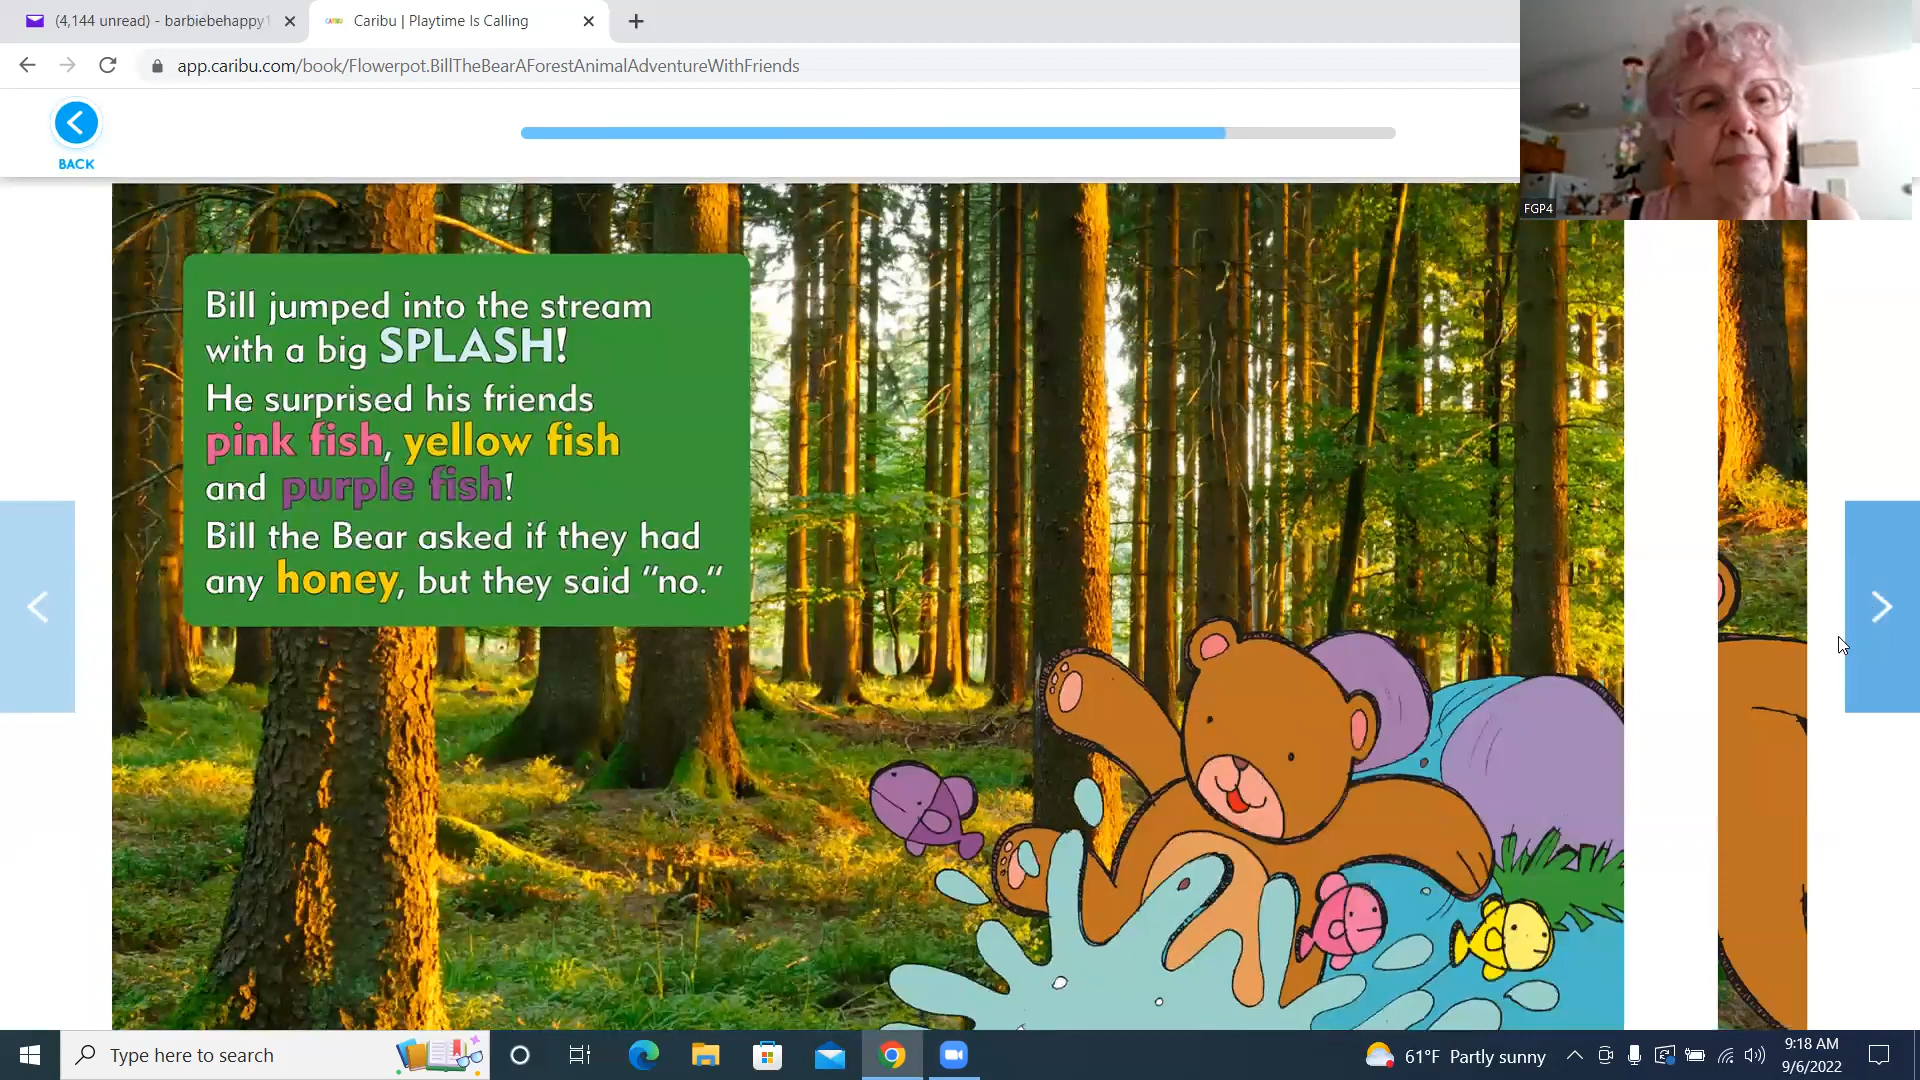 (4,144 unread) - barbiebehappy1
Caribu | Playtime Is Calling
app.caribu.com/book/Flowerpot.BillTheBearAForestAnimalAdventureWithFriends
BACK
FGP4
Bill jumped into the stream
with a big SPLASH!
He surprised his friends
pink fish, yellow fish
and purple fish!
Bill the Bear asked if they had
any honey, but they said “no.“
Type here to search
61°F Partly sunny
9:18 AM
9/6/2022